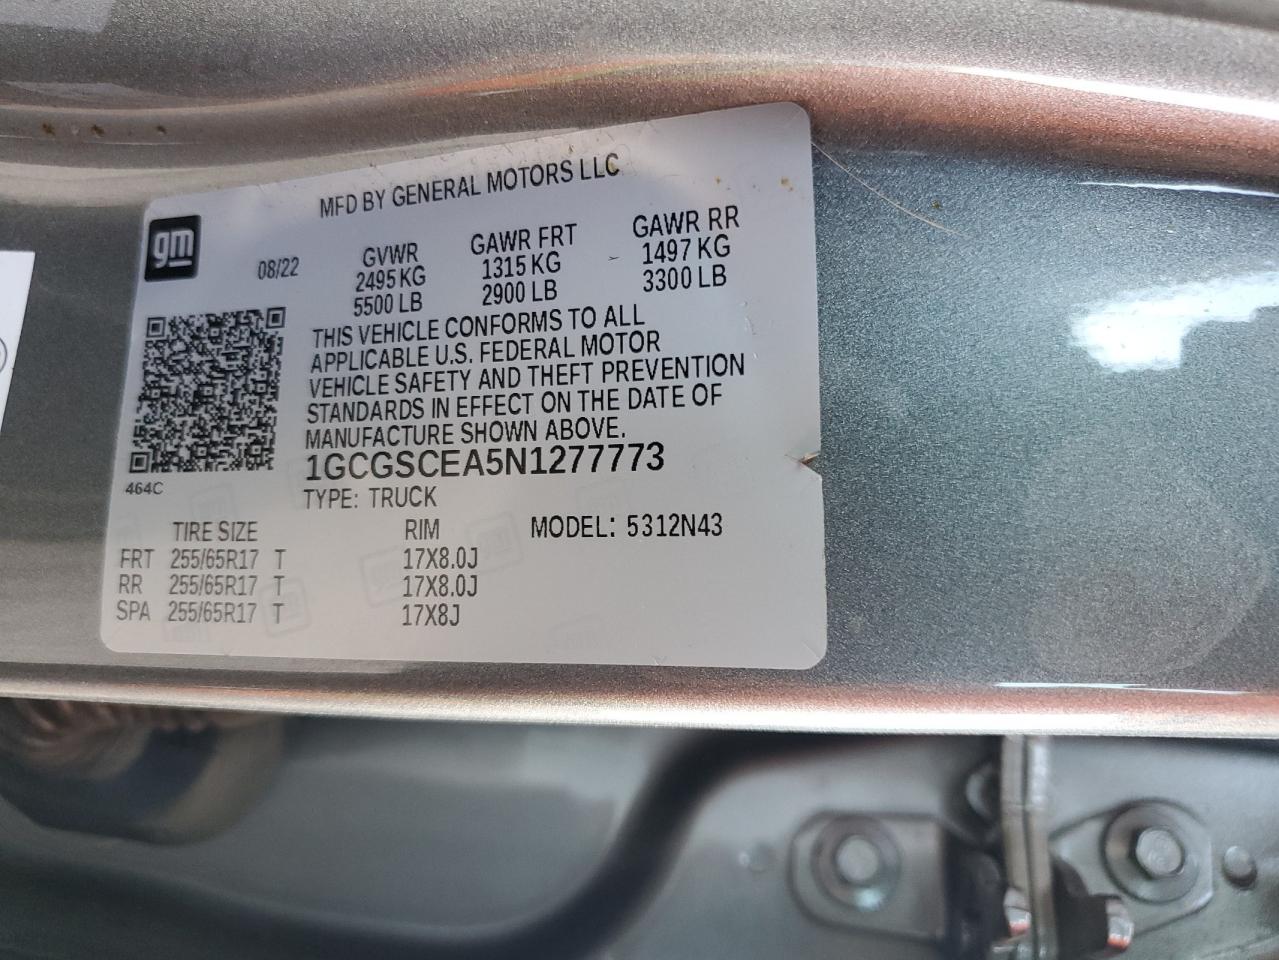 MFD BY GENERAL MOTORS LLC
gm
08/22
GVWR GAWR FRT GAWR RR
2495 KG 1315 KG 1497 KG
5500 LB 2900 LB 3300 LB
THIS VEHICLE CONFORMS TO ALL
APPLICABLE U.S. FEDERAL MOTOR
VEHICLE SAFETY AND THEFT PREVENTION
STANDARDS IN EFFECT ON THE DATE OF
MANUFACTURE SHOWN ABOVE.
1GCGSCEA5N1277773
464C
TYPE: TRUCK
TIRE SIZE RIM MODEL: 5312N43
FRT 255/65R17 T 17X8.0J
RR 255/65R17 T 17X8.0J
SPA 255/65R17 T 17X8J